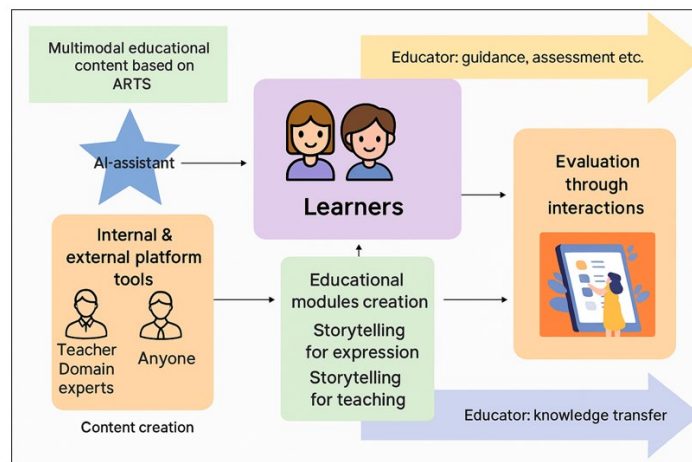 Multimodal educational
content based on
ARTS
Educator: guidance, assessment etc.
AI-assistant
Learners
Evaluation
through
interactions
Internal &
external platform
tools
Teacher
Domain
experts
Anyone
Content creation
Educational
modules creation
Storytelling
for expression
Storytelling
for teaching
Educator: knowledge transfer